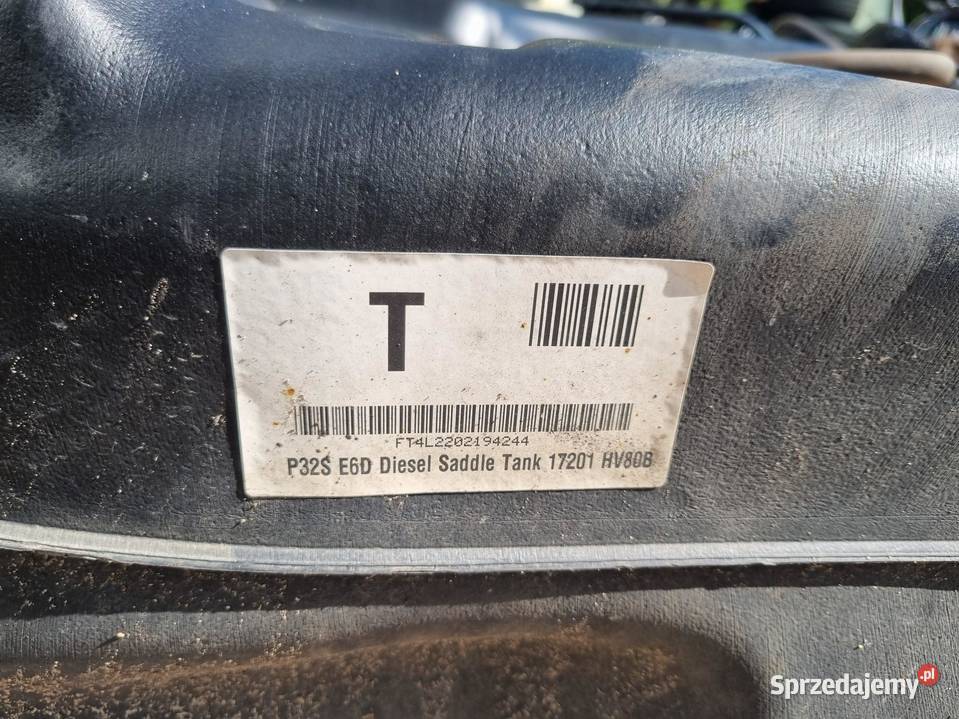 T
FT4L2202194244
P32S E6D Diesel Saddle Tank 17201 HV80B
Sprzedajemy.pl